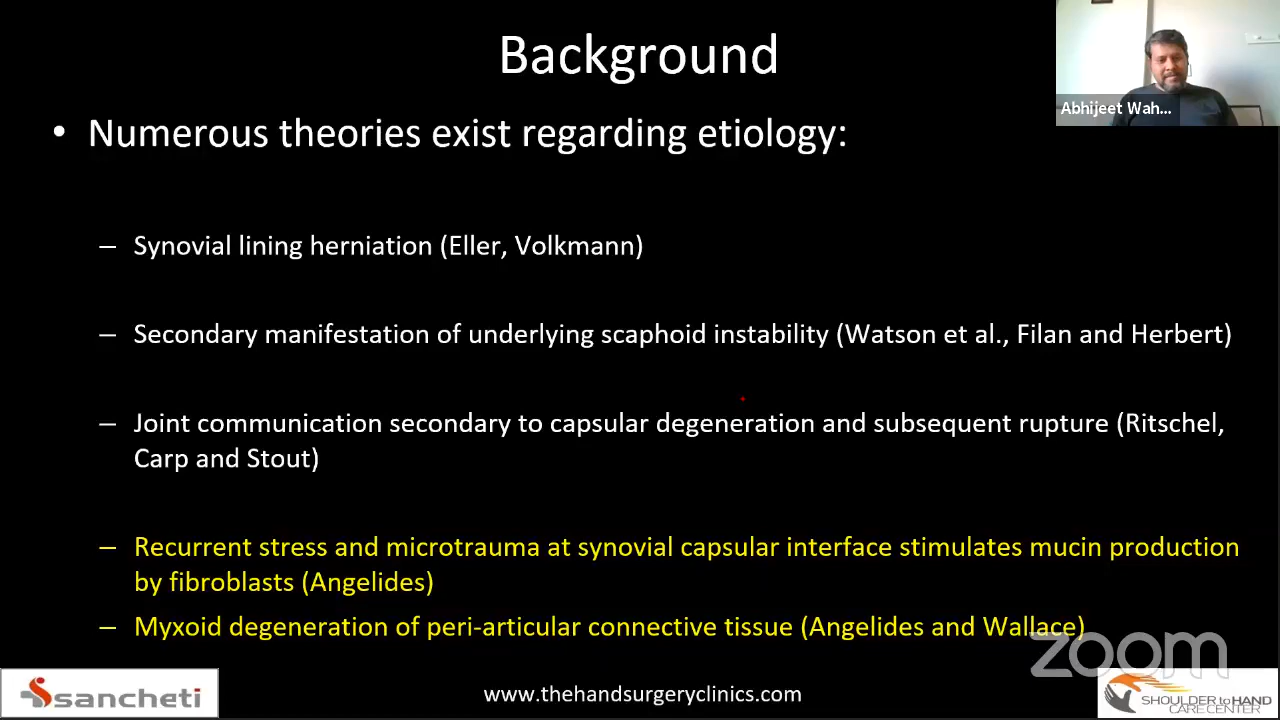 Background
Abhijeet Wah...
• Numerous theories exist regarding etiology:
– Synovial lining herniation (Eller, Volkmann)
– Secondary manifestation of underlying scaphoid instability (Watson et al., Filan and Herbert)
– Joint communication secondary to capsular degeneration and subsequent rupture (Ritschel,
Carp and Stout)
– Recurrent stress and microtrauma at synovial capsular interface stimulates mucin production
by fibroblasts (Angelides)
– Myxoid degeneration of peri-articular connective tissue (Angelides and Wallace)
zoom
sancheti
www.thehandsurgeryclinics.com
SHOULDER to HAND
CARE CENTER